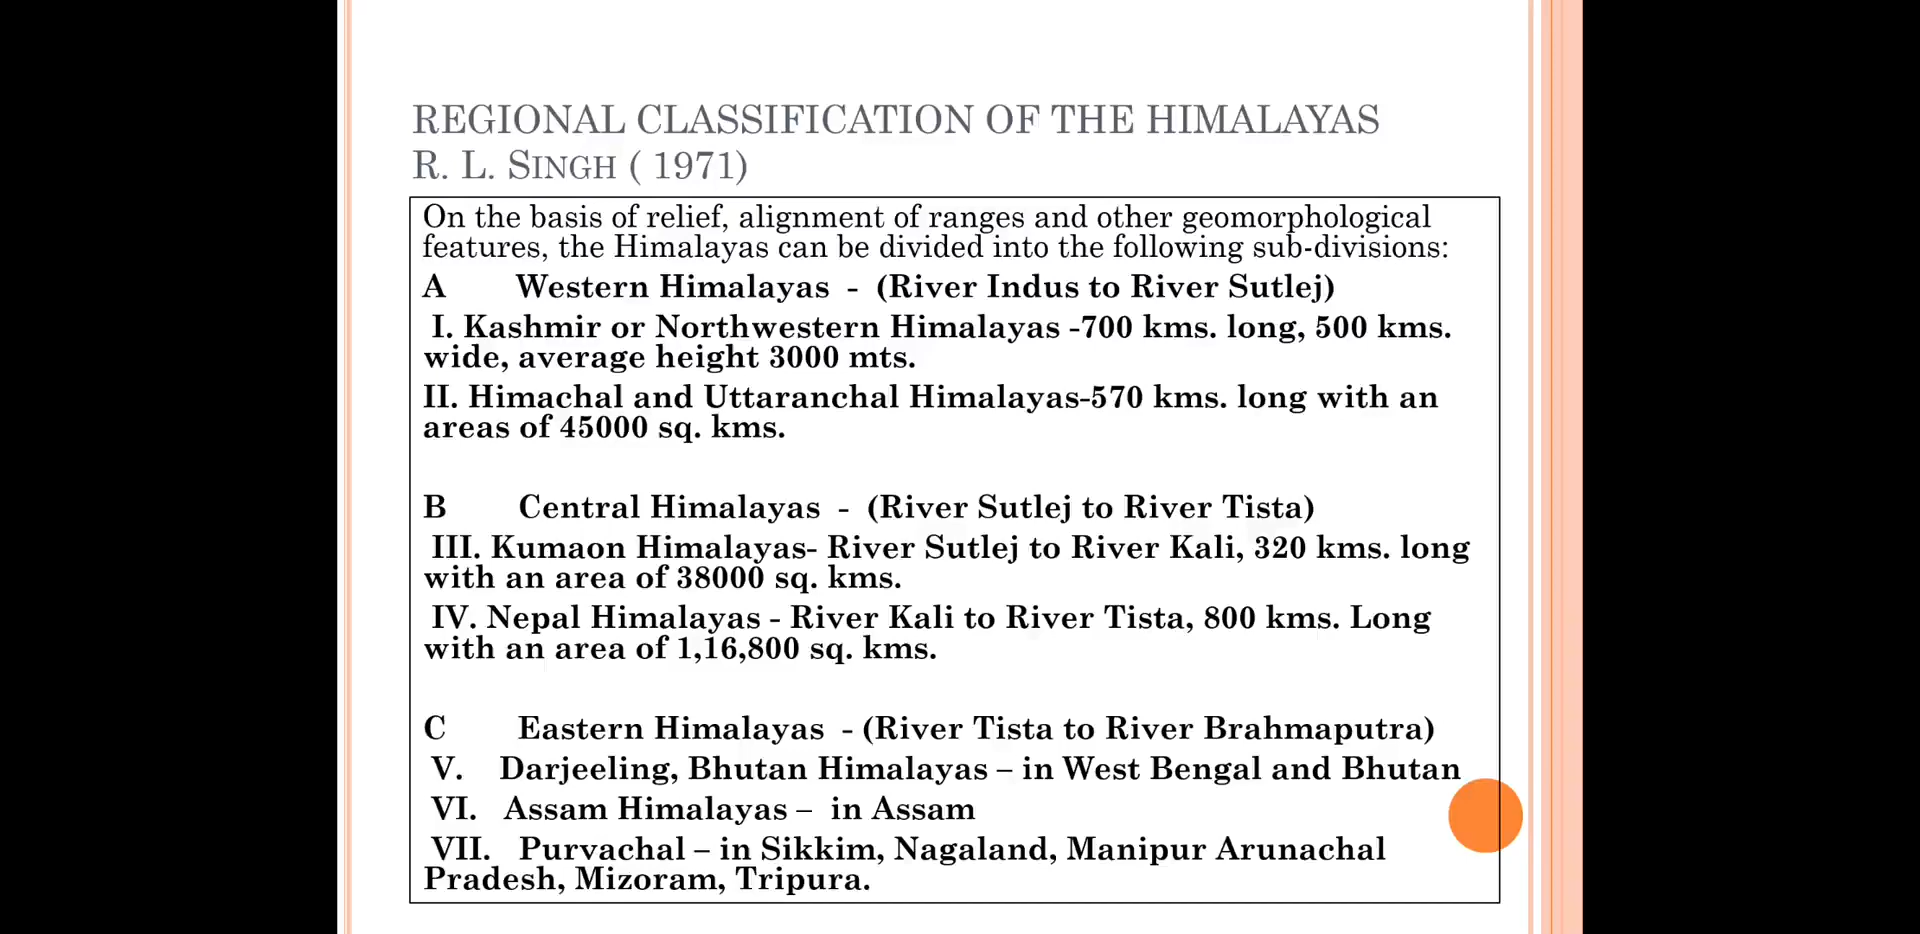 REGIONAL CLASSIFICATION OF THE HIMALAYAS
R. L. SINGH ( 1971)
On the basis of relief, alignment of ranges and other geomorphological
features, the Himalayas can be divided into the following sub-divisions:
A Western Himalayas - (River Indus to River Sutlej)
I. Kashmir or Northwestern Himalayas -700 kms. long, 500 kms.
wide, average height 3000 mts.
II. Himachal and Uttaranchal Himalayas-570 kms. long with an
areas of 45000 sq. kms.
B Central Himalayas - (River Sutlej to River Tista)
III. Kumaon Himalayas- River Sutlej to River Kali, 320 kms. long
with an area of 38000 sq. kms.
IV. Nepal Himalayas - River Kali to River Tista, 800 kms. Long
with an area of 1,16,800 sq. kms.
C Eastern Himalayas - (River Tista to River Brahmaputra)
V. Darjeeling, Bhutan Himalayas – in West Bengal and Bhutan
VI. Assam Himalayas – in Assam
VII. Purvachal – in Sikkim, Nagaland, Manipur Arunachal
Pradesh, Mizoram, Tripura.